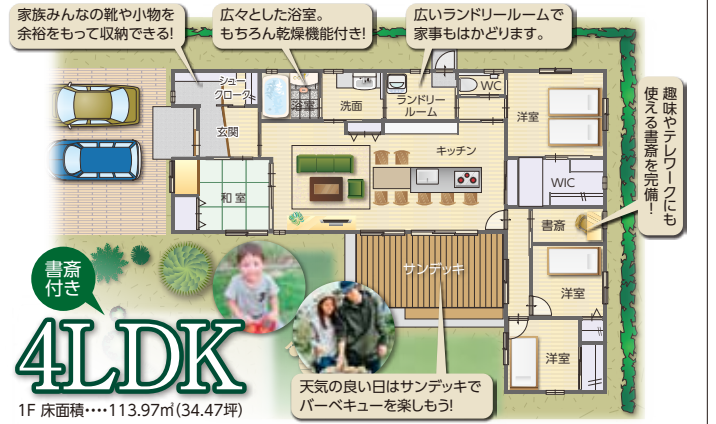 家族みんなの靴や小物を
余裕をもって収納できる!
広々とした浴室。
もちろん乾燥機能付き!
広いランドリールームで
家事もはかどります。
趣味やテレワークにも
使える書斎を完備!
シューズ
クローク
浴室
洗面
ランドリー
ルーム
WC
洋室
玄関
キッチン
和室
WIC
書斎
サンデッキ
洋室
洋室
書斎
付き
4LDK
天気の良い日はサンデッキで
バーベキューを楽しもう!
1F 床面積・・・・113.97㎡(34.47坪)